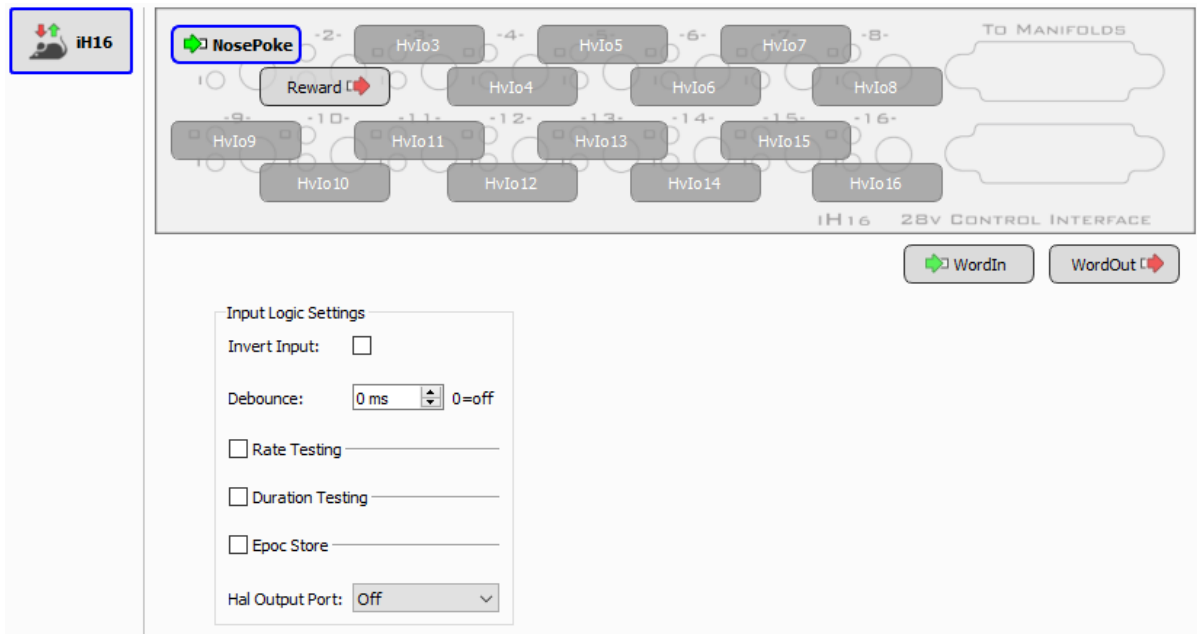 iH16
NosePoke -2- HvIo3 -4- HvIo5 -6- HvIo7 -8- To Manifolds
Reward HvIo4 HvIo6 HvIo8
-9- -10- -11- -12- -13- -14- -15- -16-
HvIo9 HvIo11 HvIo13 HvIo15
HvIo10 HvIo12 HvIo14 HvIo16
iH16 28v Control Interface
WordIn WordOut
Input Logic Settings
Invert Input:
Debounce: 0 ms 0=off
Rate Testing
Duration Testing
Epoc Store
Hal Output Port: Off